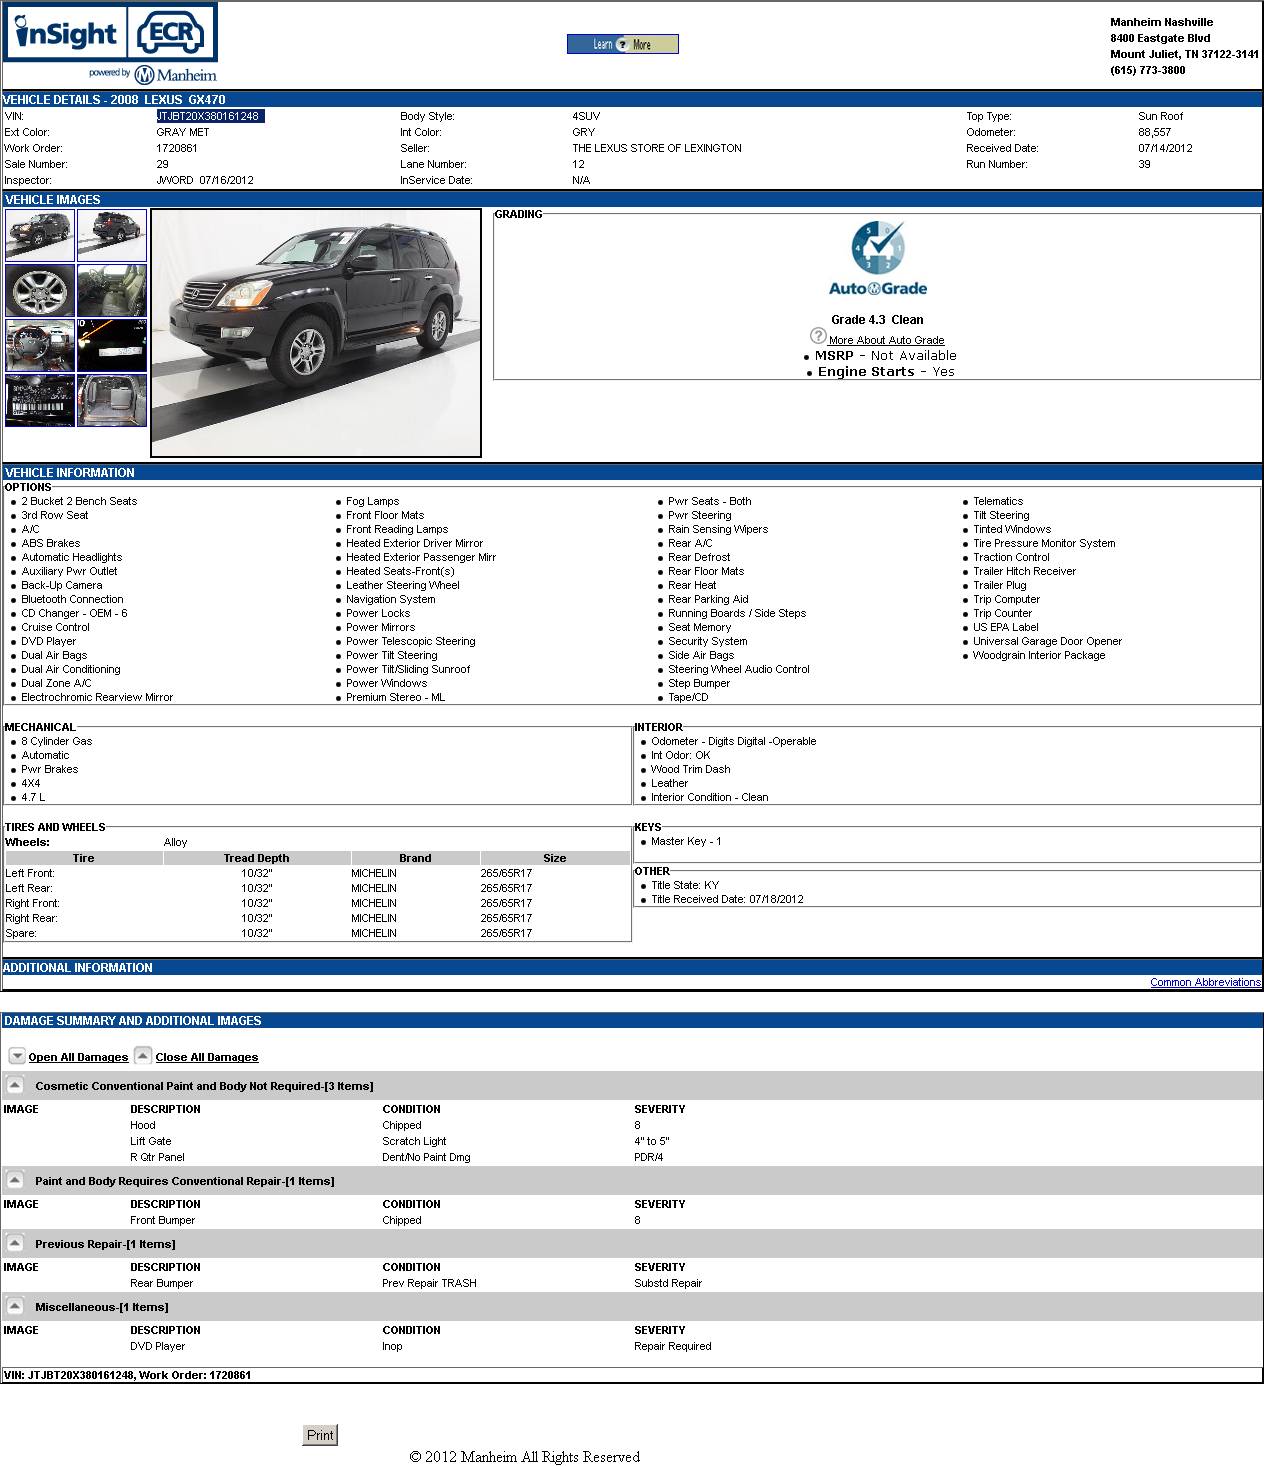 inSight ECR
powered by Manheim
Learn ? More
Manheim Nashville
8400 Eastgate Blvd
Mount Juliet, TN 37122-3141
(615) 773-3800
VEHICLE DETAILS - 2008 LEXUS GX470
VIN: JTJBT20X380161248 Body Style: 4SUV Top Type: Sun Roof
Ext Color: GRAY MET Int Color: GRY Odometer: 88,557
Work Order: 1720861 Seller: THE LEXUS STORE OF LEXINGTON Received Date: 07/14/2012
Sale Number: 29 Lane Number: 12 Run Number: 39
Inspector: JWORD 07/16/2012 InService Date: N/A
VEHICLE IMAGES
GRADING
5 0 4 1 3 2
AutoGrade
Grade 4.3 Clean
? More About Auto Grade
• MSRP - Not Available
• Engine Starts - Yes
VEHICLE INFORMATION
OPTIONS
• 2 Bucket 2 Bench Seats • Fog Lamps • Pwr Seats - Both • Telematics
• 3rd Row Seat • Front Floor Mats • Pwr Steering • Tilt Steering
• A/C • Front Reading Lamps • Rain Sensing Wipers • Tinted Windows
• ABS Brakes • Heated Exterior Driver Mirror • Rear A/C • Tire Pressure Monitor System
• Automatic Headlights • Heated Exterior Passenger Mirr • Rear Defrost • Traction Control
• Auxiliary Pwr Outlet • Heated Seats-Front(s) • Rear Floor Mats • Trailer Hitch Receiver
• Back-Up Camera • Leather Steering Wheel • Rear Heat • Trailer Plug
• Bluetooth Connection • Navigation System • Rear Parking Aid • Trip Computer
• CD Changer - OEM - 6 • Power Locks • Running Boards / Side Steps • Trip Counter
• Cruise Control • Power Mirrors • Seat Memory • US EPA Label
• DVD Player • Power Telescopic Steering • Security System • Universal Garage Door Opener
• Dual Air Bags • Power Tilt Steering • Side Air Bags • Woodgrain Interior Package
• Dual Air Conditioning • Power Tilt/Sliding Sunroof • Steering Wheel Audio Control
• Dual Zone A/C • Power Windows • Step Bumper
• Electrochromic Rearview Mirror • Premium Stereo - ML • Tape/CD
MECHANICAL
• 8 Cylinder Gas
• Automatic
• Pwr Brakes
• 4X4
• 4.7 L
INTERIOR
• Odometer - Digits Digital -Operable
• Int Odor: OK
• Wood Trim Dash
• Leather
• Interior Condition - Clean
TIRES AND WHEELS
Wheels: Alloy
Tire Tread Depth Brand Size
Left Front: 10/32" MICHELIN 265/65R17
Left Rear: 10/32" MICHELIN 265/65R17
Right Front: 10/32" MICHELIN 265/65R17
Right Rear: 10/32" MICHELIN 265/65R17
Spare: 10/32" MICHELIN 265/65R17
KEYS
• Master Key - 1
OTHER
• Title State: KY
• Title Received Date: 07/18/2012
ADDITIONAL INFORMATION
Common Abbreviations
DAMAGE SUMMARY AND ADDITIONAL IMAGES
Open All Damages Close All Damages
Cosmetic Conventional Paint and Body Not Required-[3 Items]
IMAGE DESCRIPTION CONDITION SEVERITY
Hood Chipped 8
Lift Gate Scratch Light 4" to 5"
R Qtr Panel Dent/No Paint Dmg PDR/4
Paint and Body Requires Conventional Repair-[1 Items]
IMAGE DESCRIPTION CONDITION SEVERITY
Front Bumper Chipped 8
Previous Repair-[1 Items]
IMAGE DESCRIPTION CONDITION SEVERITY
Rear Bumper Prev Repair TRASH Substd Repair
Miscellaneous-[1 Items]
IMAGE DESCRIPTION CONDITION SEVERITY
DVD Player Inop Repair Required
VIN: JTJBT20X380161248, Work Order: 1720861
Print
© 2012 Manheim All Rights Reserved